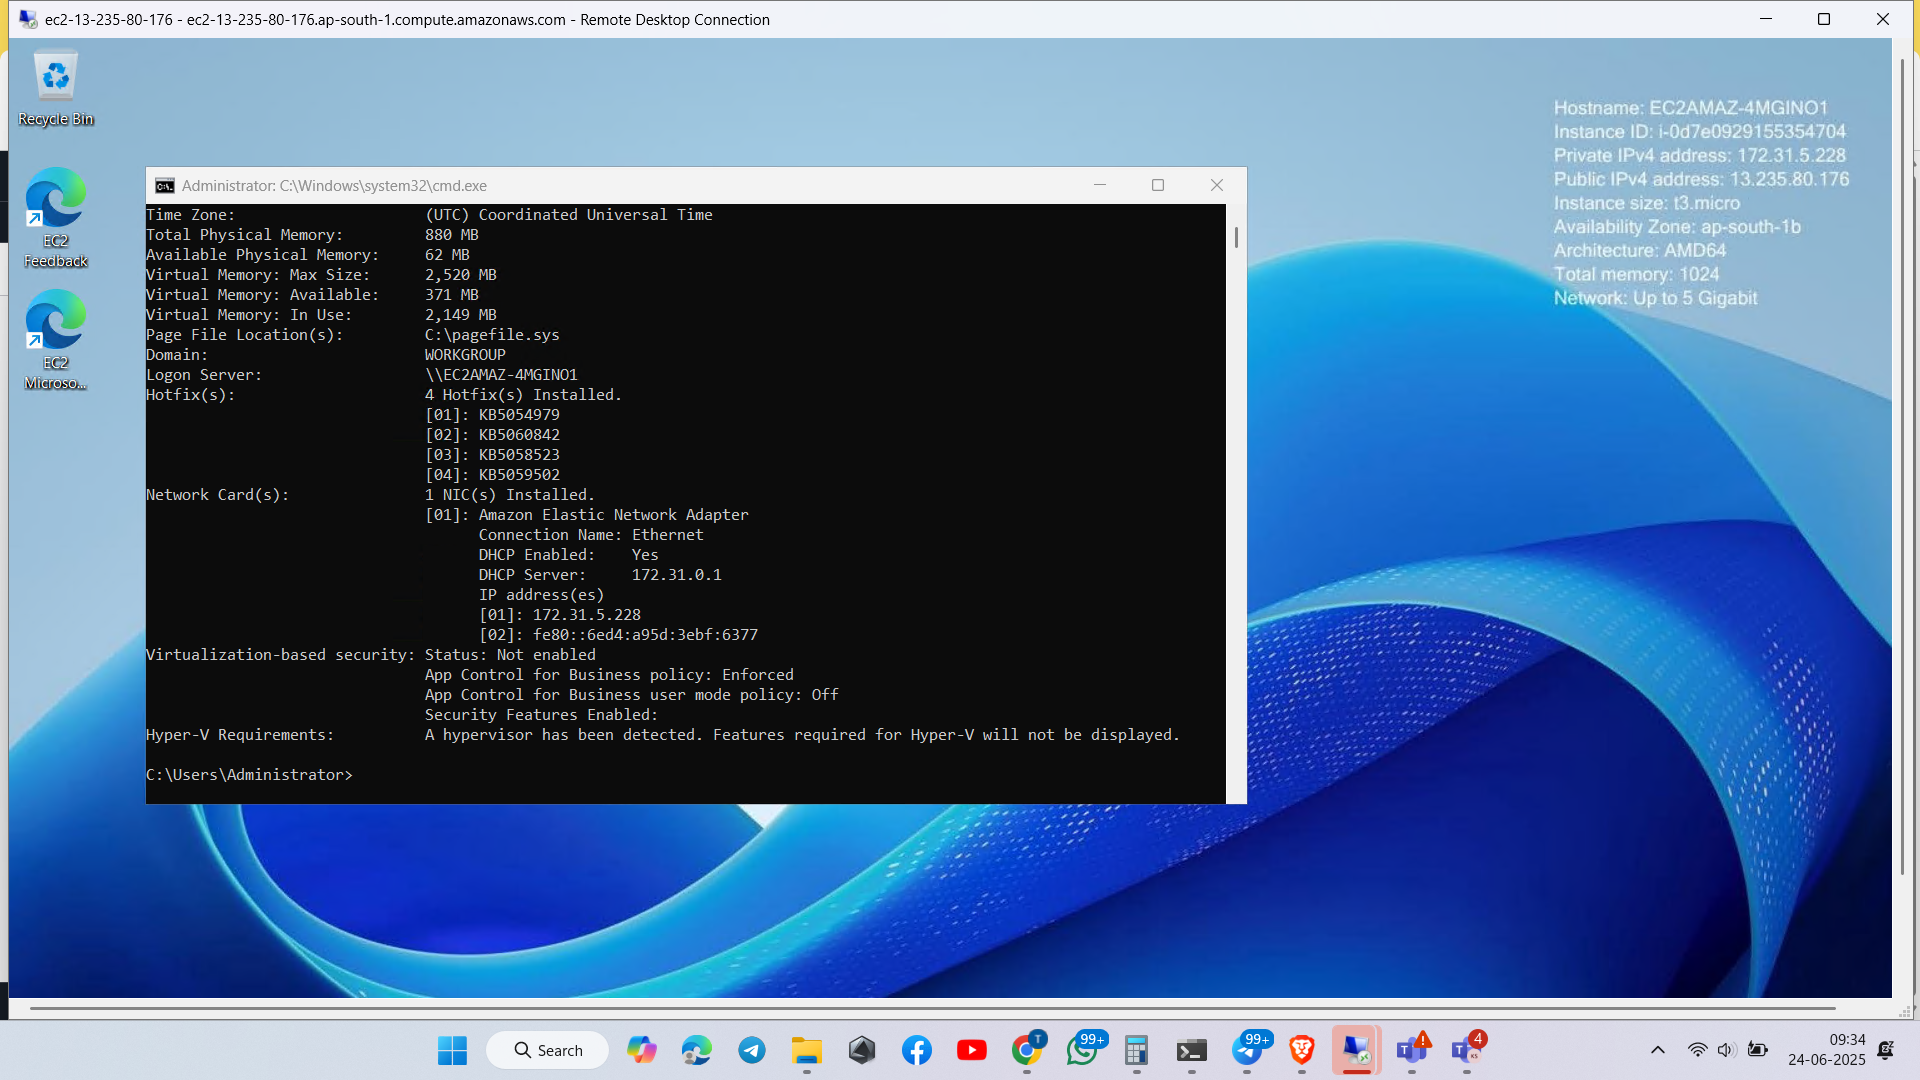 ec2-13-235-80-176 - ec2-13-235-80-176.ap-south-1.compute.amazonaws.com - Remote Desktop Connection
Recycle Bin
EC2
Feedback
EC2
Microso...
Hostname: EC2AMAZ-4MGINO1
Instance ID: i-0d7e0929155354704
Private IPv4 address: 172.31.5.228
Public IPv4 address: 13.235.80.176
Instance size: t3.micro
Availability Zone: ap-south-1b
Architecture: AMD64
Total memory: 1024
Network: Up to 5 Gigabit
Administrator: C:\Windows\system32\cmd.exe
Time Zone: (UTC) Coordinated Universal Time
Total Physical Memory: 880 MB
Available Physical Memory: 62 MB
Virtual Memory: Max Size: 2,520 MB
Virtual Memory: Available: 371 MB
Virtual Memory: In Use: 2,149 MB
Page File Location(s): C:\pagefile.sys
Domain: WORKGROUP
Logon Server: \\EC2AMAZ-4MGINO1
Hotfix(s): 4 Hotfix(s) Installed.
[01]: KB5054979
[02]: KB5060842
[03]: KB5058523
[04]: KB5059502
Network Card(s): 1 NIC(s) Installed.
[01]: Amazon Elastic Network Adapter
Connection Name: Ethernet
DHCP Enabled: Yes
DHCP Server: 172.31.0.1
IP address(es)
[01]: 172.31.5.228
[02]: fe80::6ed4:a95d:3ebf:6377
Virtualization-based security: Status: Not enabled
App Control for Business policy: Enforced
App Control for Business user mode policy: Off
Security Features Enabled:
Hyper-V Requirements: A hypervisor has been detected. Features required for Hyper-V will not be displayed.
C:\Users\Administrator>
Search
T
99+
99+
4
09:34
24-06-2025